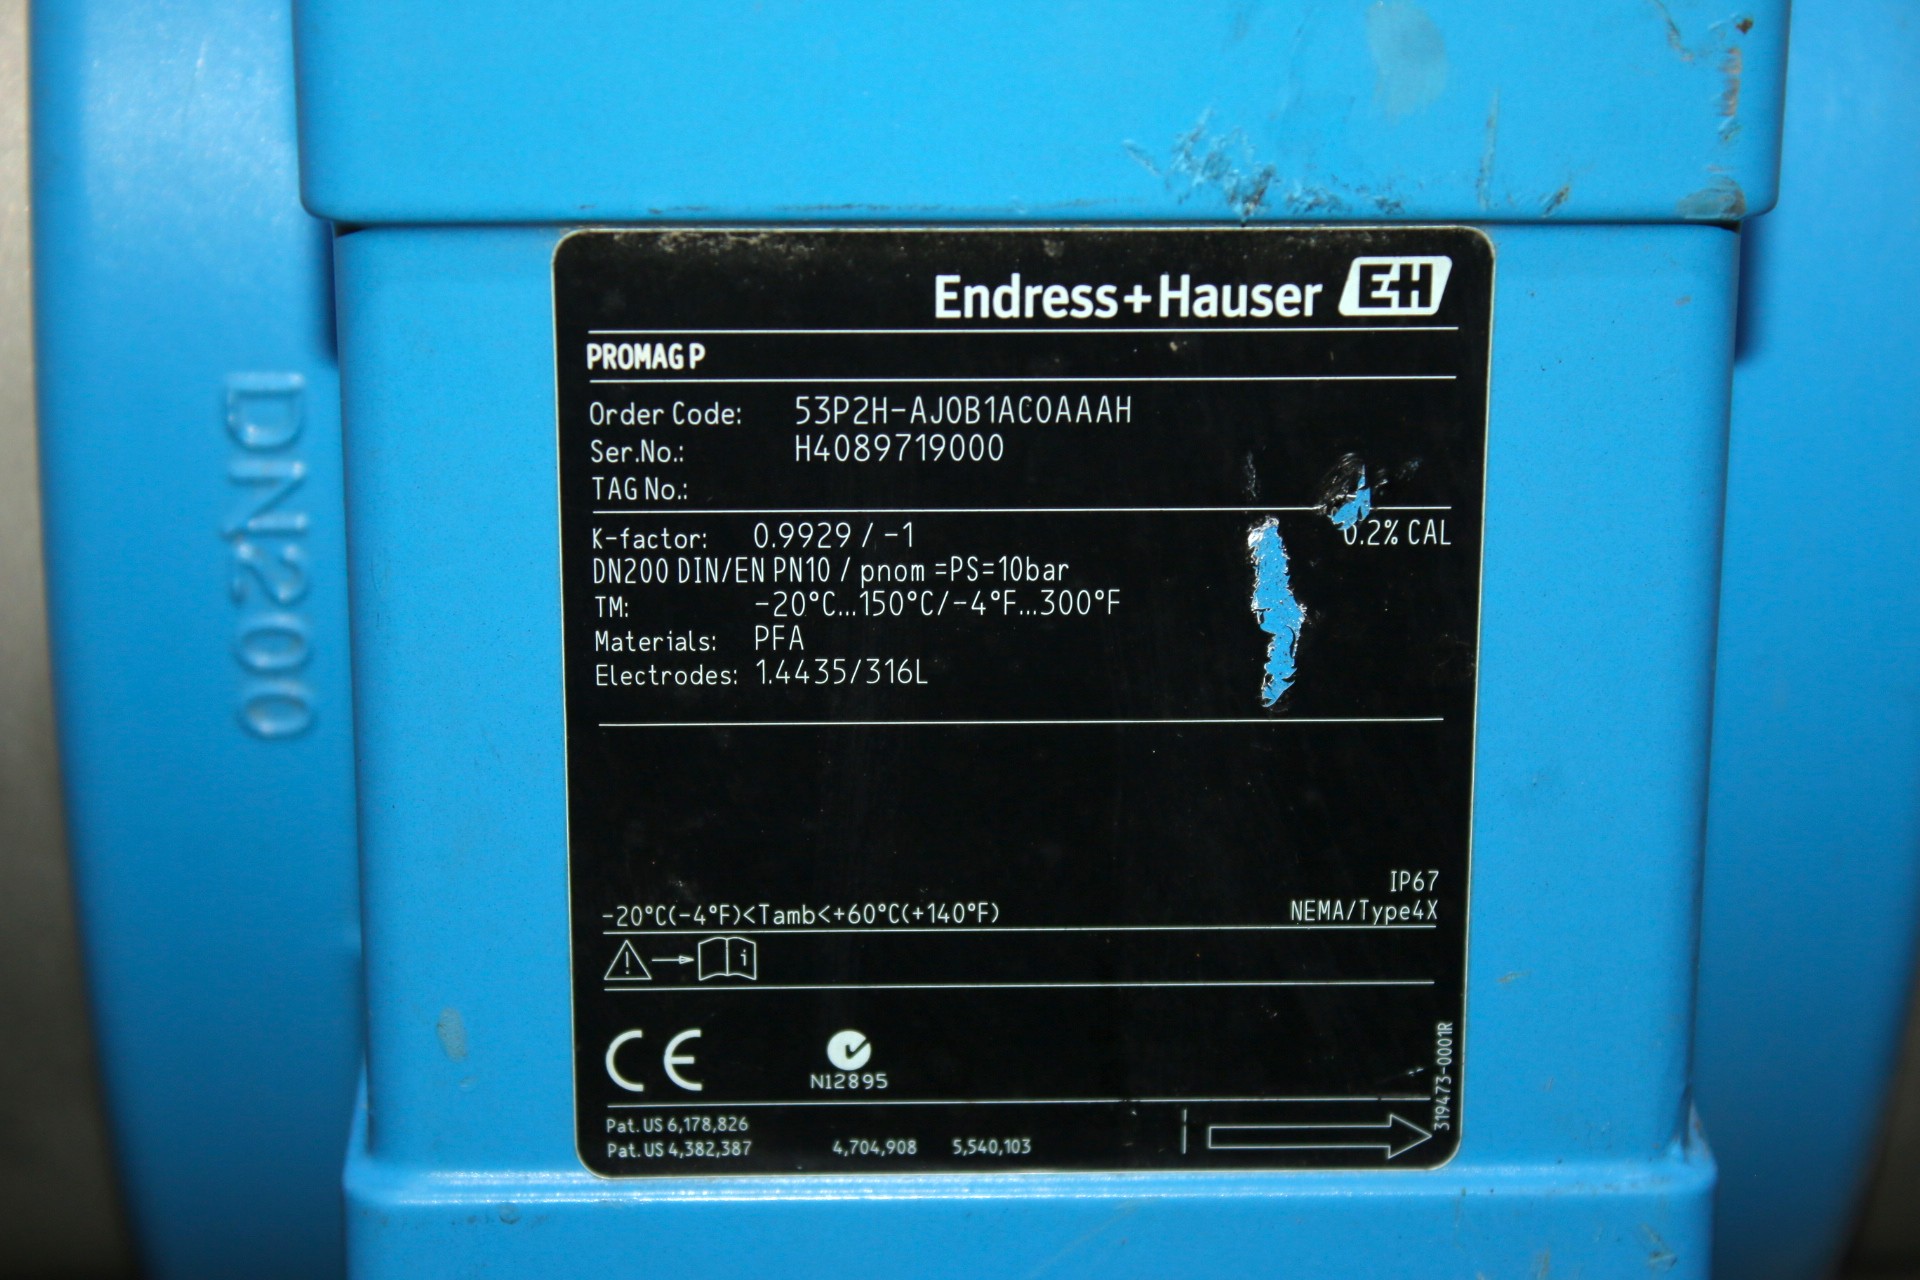 Endress+Hauser EH
PROMAG P
Order Code: 53P2H-AJ0B1AC0AAAH
Ser.No.: H4089719000
TAG No.:
K-factor: 0.9929 / -1 0.2% CAL
DN200 DIN/EN PN10 / pnom =PS=10bar
TM: -20°C...150°C/-4°F...300°F
Materials: PFA
Electrodes: 1.4435/316L
IP67
-20°C(-4°F)<Tamb<+60°C(+140°F) NEMA/Type4X
i
CE
N12895
Pat. US 6,178,826
Pat. US 4,382,387 4,704,908 5,540,103
319473-0001R
DN200